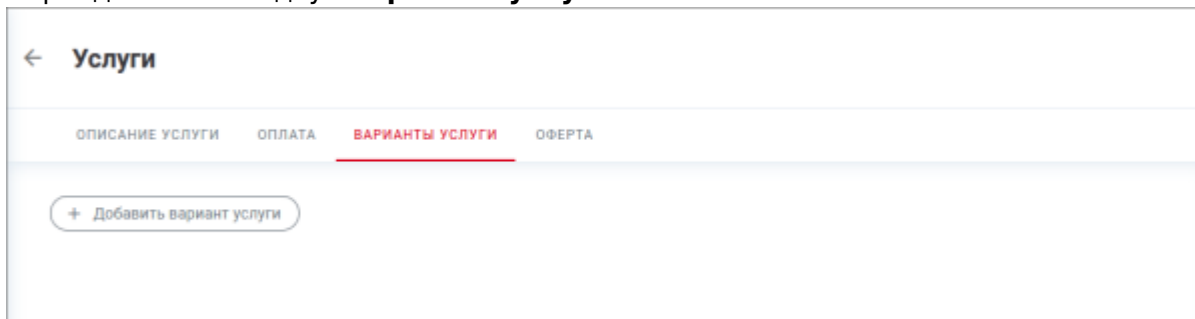 ← Услуги
ОПИСАНИЕ УСЛУГИ ОПЛАТА ВАРИАНТЫ УСЛУГИ ОФЕРТА
+ Добавить вариант услуги